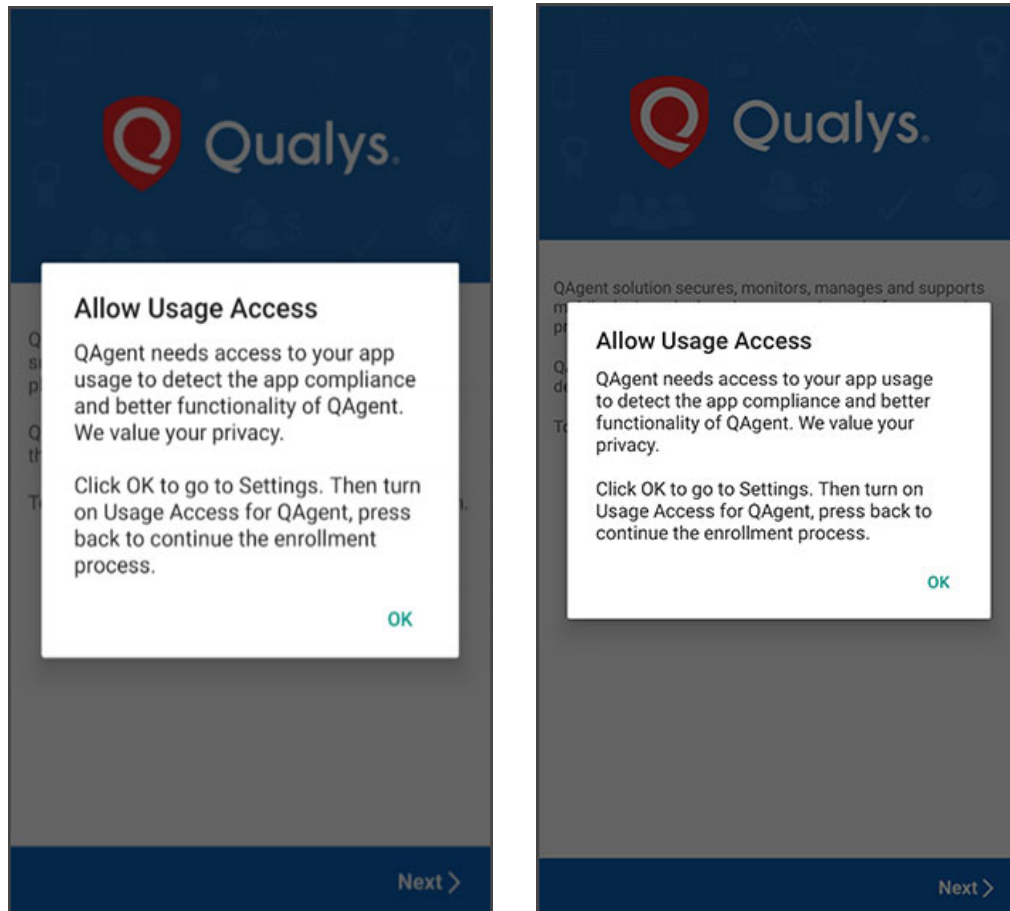 Qualys.
Allow Usage Access
QAgent needs access to your app
usage to detect the app compliance
and better functionality of QAgent.
We value your privacy.
Click OK to go to Settings. Then turn
on Usage Access for QAgent, press
back to continue the enrollment
process.
OK
Next
Qualys.
QAgent solution secures, monitors, manages and supports
Allow Usage Access
QAgent needs access to your app usage
to detect the app compliance and better
functionality of QAgent. We value your
privacy.
Click OK to go to Settings. Then turn on
Usage Access for QAgent, press back to
continue the enrollment process.
OK
Next